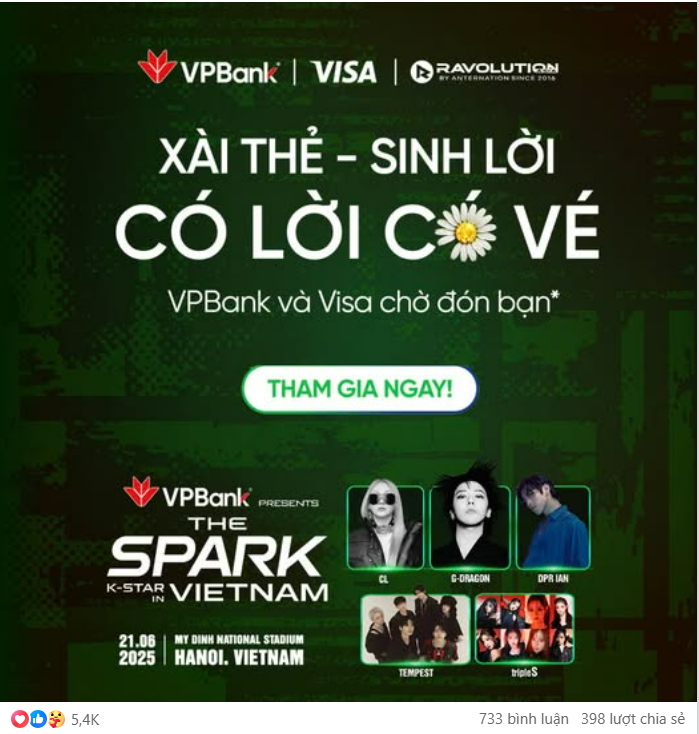 VPBank | VISA | RAVOLUTION
BY ANTERNATION SINCE 2016
XÀI THẺ - SINH LỜI
CÓ LỜI CÓ VÉ
VPBank và Visa chờ đón bạn*
THAM GIA NGAY!
VPBank PRESENTS
THE
SPARK
K-STAR IN VIETNAM
21.06 2025
MY DINH NATIONAL STADIUM
HANOI. VIETNAM
CL
G-DRAGON
DPR IAN
TEMPEST
tripleS
5,4K
733 bình luận 398 lượt chia sẻ